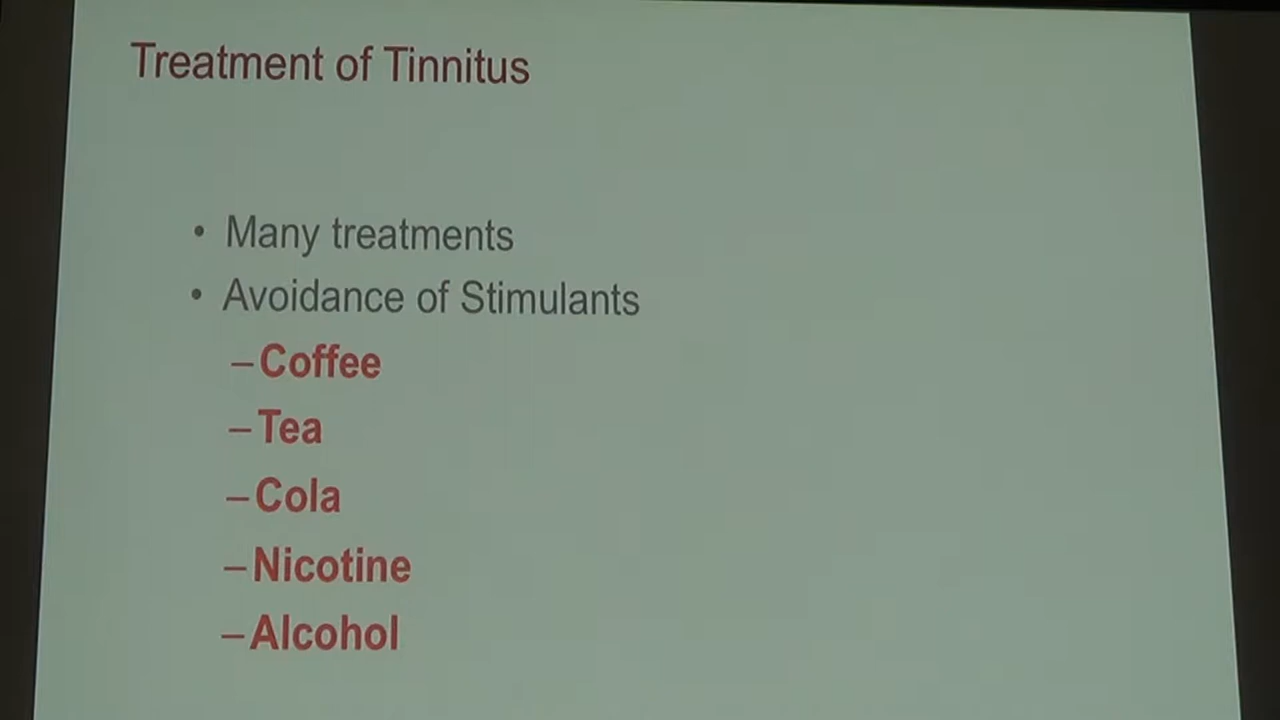 Treatment of Tinnitus
• Many treatments
• Avoidance of Stimulants
–Coffee
–Tea
–Cola
–Nicotine
–Alcohol